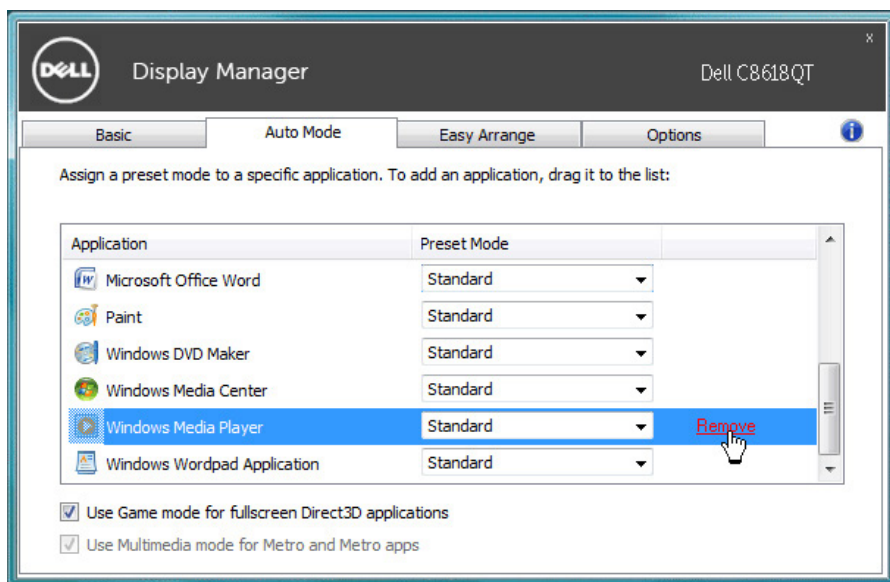 DELL Display Manager Dell C8618QT x
Basic Auto Mode Easy Arrange Options i
Assign a preset mode to a specific application. To add an application, drag it to the list:
Application Preset Mode
Microsoft Office Word Standard
Paint Standard
Windows DVD Maker Standard
Windows Media Center Standard
Windows Media Player Standard Remove
Windows Wordpad Application Standard
Use Game mode for fullscreen Direct3D applications
Use Multimedia mode for Metro and Metro apps